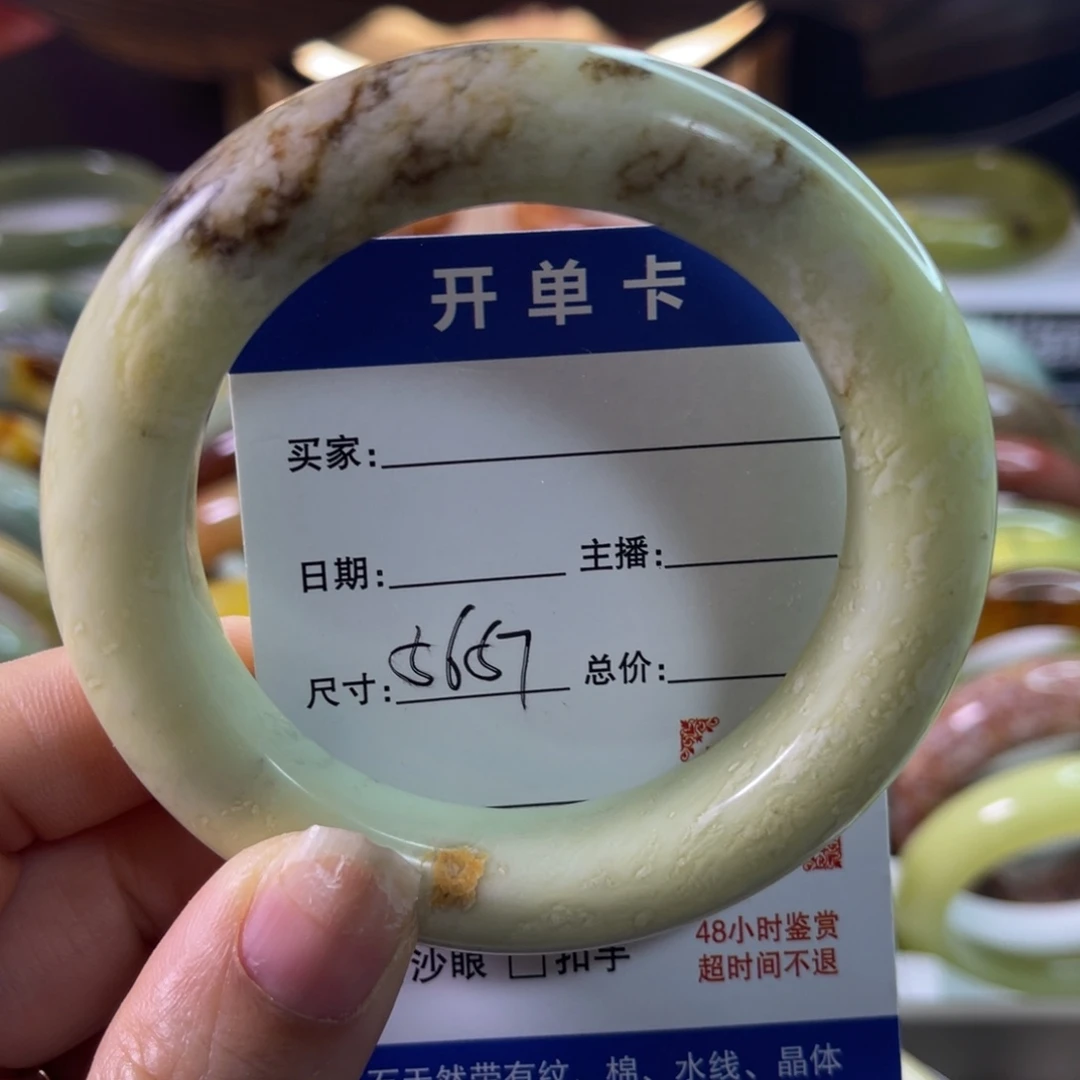 开单卡
买家:
日期: 主播:
尺寸: 5657 总价:
沙眼 □扣手
48小时鉴赏
超时间不退
石天然带有纹、棉、水线、晶体